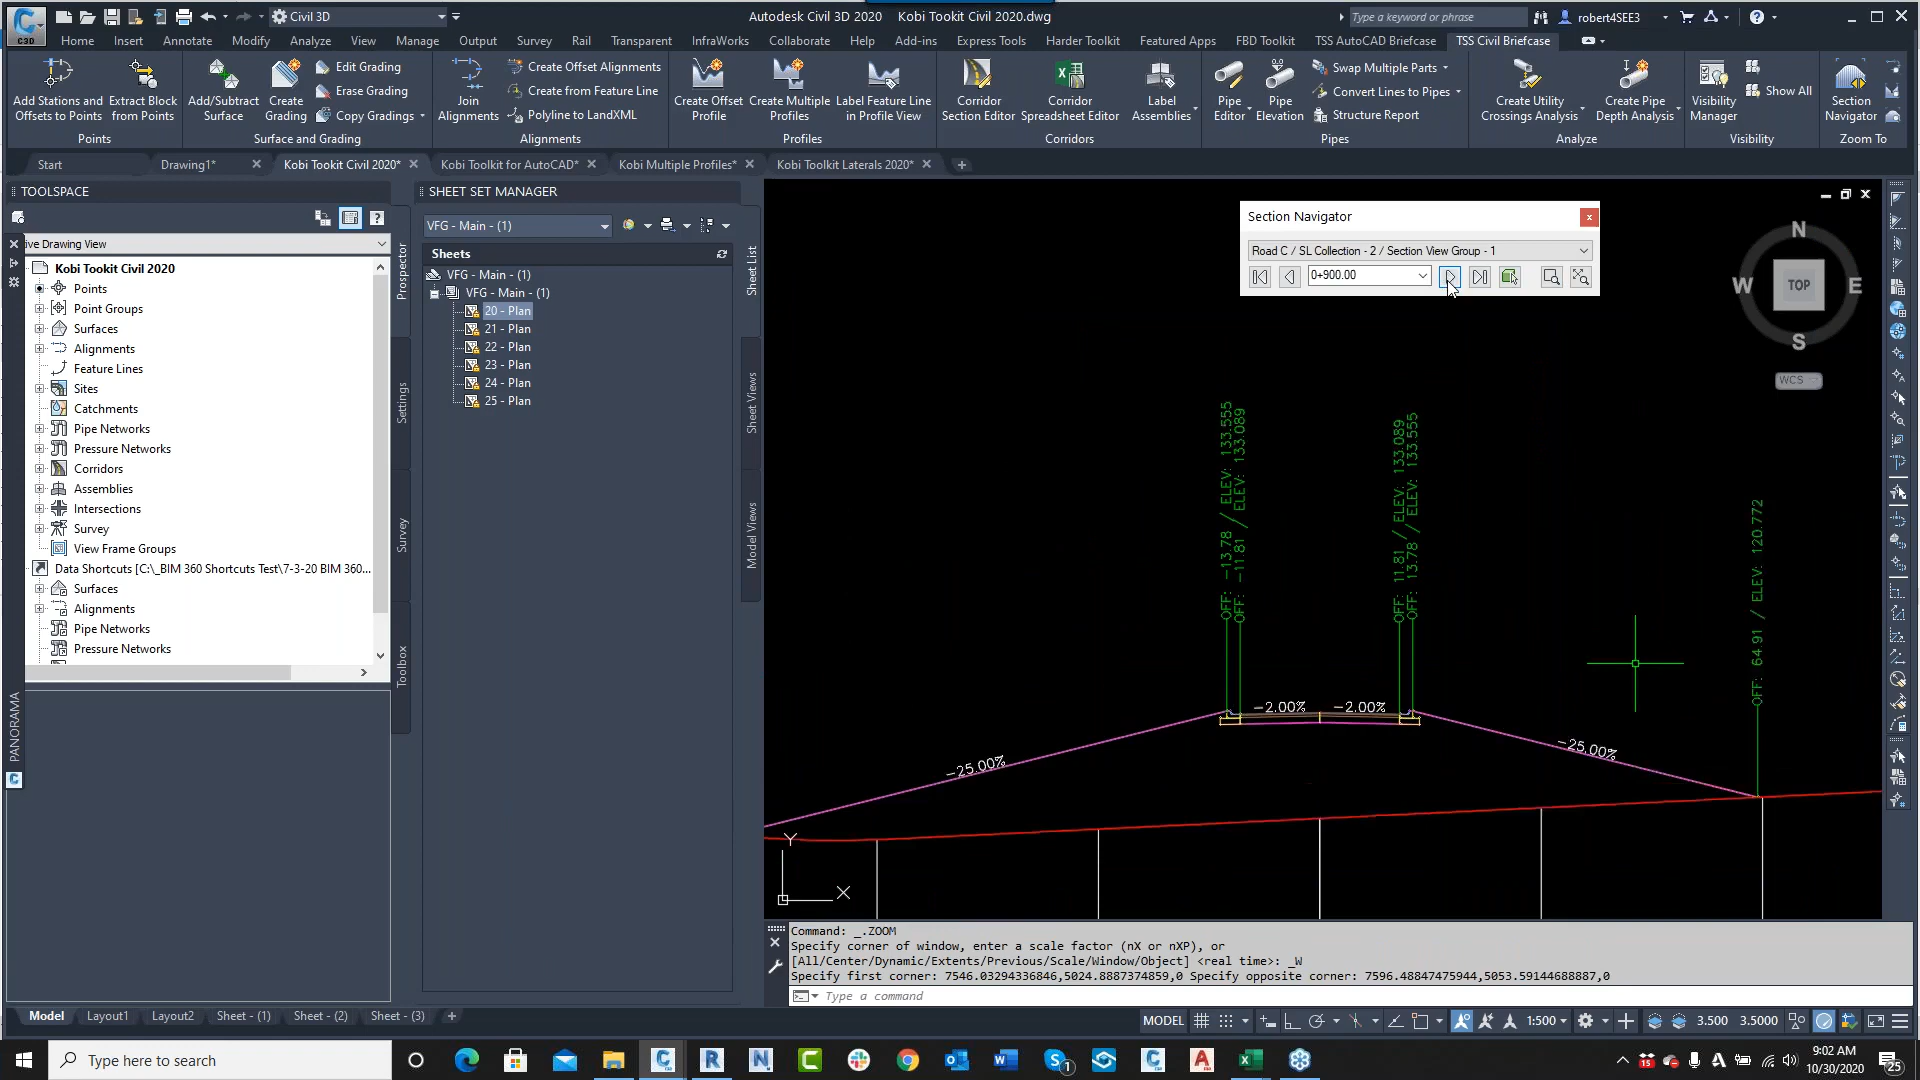 Civil 3D
Autodesk Civil 3D 2020 Kobi Tookit Civil 2020.dwg
Type a keyword or phrase
robert4SEE3
C3D
Home Insert Annotate Modify Analyze View Manage Output Survey Rail Transparent InfraWorks Collaborate Help Add-ins Express Tools Harder Toolkit Featured Apps FBD Toolkit TSS AutoCAD Briefcase TSS Civil Briefcase
Add Stations and Offsets to Points
Extract Block from Points
Points
Add/Subtract Surface
Create Grading
Edit Grading
Erase Grading
Copy Gradings
Surface and Grading
Join Alignments
Create Offset Alignments
Create from Feature Line
Polyline to LandXML
Alignments
Create Offset Profile
Create Multiple Profiles
Label Feature Line in Profile View
Profiles
Corridor Section Editor
Corridor Spreadsheet Editor
Label Assemblies
Corridors
Pipe Editor
Pipe Elevation
Swap Multiple Parts
Convert Lines to Pipes
Structure Report
Pipes
Create Utility Crossings Analysis
Create Pipe Depth Analysis
Analyze
Visibility Manager
Show All
Visibility
Section Navigator
Zoom To
Start
Drawing1*
Kobi Tookit Civil 2020*
Kobi Toolkit for AutoCAD*
Kobi Multiple Profiles*
Kobi Toolkit Laterals 2020*
TOOLSPACE
ive Drawing View
Kobi Tookit Civil 2020
Points
Point Groups
Surfaces
Alignments
Feature Lines
Sites
Catchments
Pipe Networks
Pressure Networks
Corridors
Assemblies
Intersections
Survey
View Frame Groups
Data Shortcuts [C:\_BIM 360 Shortcuts Test\7-3-20 BIM 360...
Surfaces
Alignments
Pipe Networks
Pressure Networks
Prospector
Settings
Survey
Toolbox
PANORAMA
SHEET SET MANAGER
VFG - Main - (1)
Sheets
VFG - Main - (1)
VFG - Main - (1)
20 - Plan
21 - Plan
22 - Plan
23 - Plan
24 - Plan
25 - Plan
Sheet List
Sheet Views
Model Views
Section Navigator
Road C / SL Collection - 2 / Section View Group - 1
0+900.00
N
W TOP E
S
WCS
OFF: -13.78 / ELEV: 133.555
OFF: -11.81 / ELEV: 133.089
OFF: 11.81 / ELEV: 133.089
OFF: 13.78 / ELEV: 133.555
OFF: 64.91 / ELEV: 120.772
-2.00% -2.00%
-25.00%
-25.00%
Y
X
Command: _.ZOOM
Specify corner of window, enter a scale factor (nX or nXP), or
[All/Center/Dynamic/Extents/Previous/Scale/Window/Object] <real time>: _W
Specify first corner: 7546.03294336846,5024.8887374859,0 Specify opposite corner: 7596.48847475944,5053.59144688887,0
Type a command
Model Layout1 Layout2 Sheet - (1) Sheet - (2) Sheet - (3)
MODEL
1:500
3.500 3.5000
Type here to search
9:02 AM
10/30/2020
25